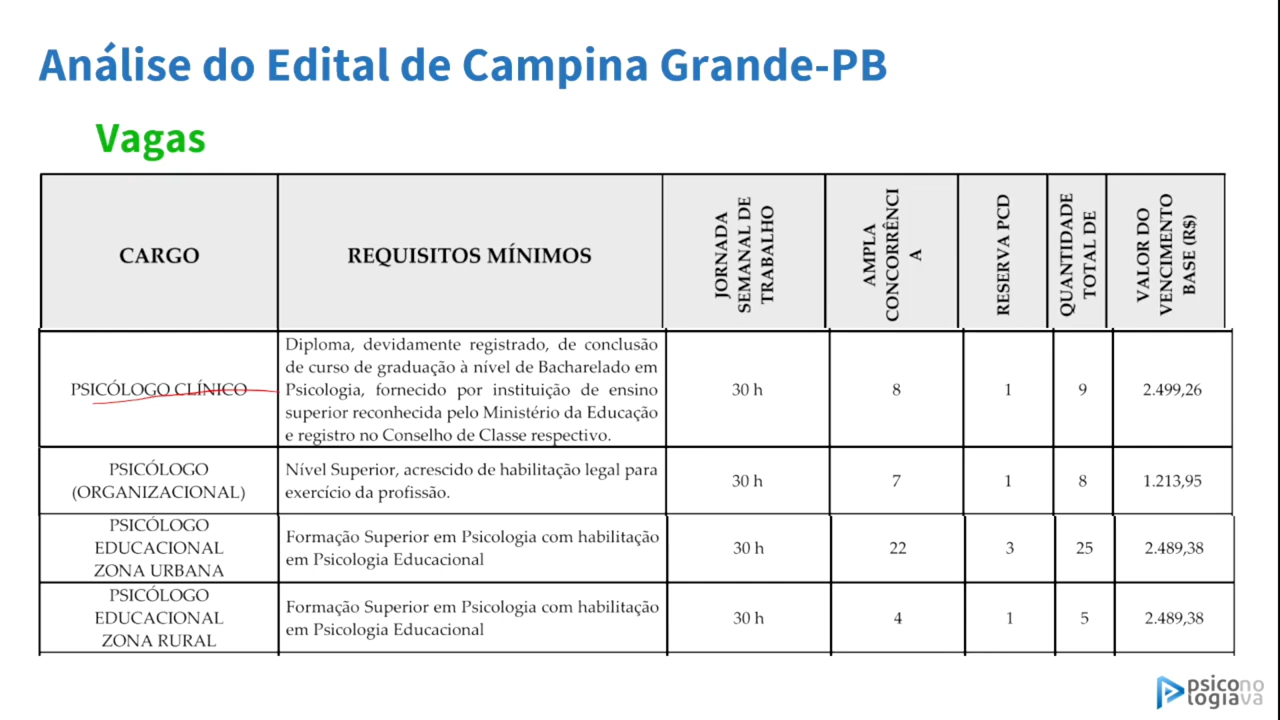 Análise do Edital de Campina Grande-PB
Vagas
CARGO
REQUISITOS MÍNIMOS
JORNADA
SEMANAL DE
TRABALHO
AMPLA
CONCORRÊNCI
A
RESERVA PCD
QUANTIDADE
TOTAL DE
VALOR DO
VENCIMENTO
BASE (R$)
PSICÓLOGO CLÍNICO
Diploma, devidamente registrado, de conclusão
de curso de graduação à nível de Bacharelado em
Psicologia, fornecido por instituição de ensino
superior reconhecida pelo Ministério da Educação
e registro no Conselho de Classe respectivo.
30 h
8
1
9
2.499,26
PSICÓLOGO
(ORGANIZACIONAL)
Nível Superior, acrescido de habilitação legal para
exercício da profissão.
30 h
7
1
8
1.213,95
PSICÓLOGO
EDUCACIONAL
ZONA URBANA
Formação Superior em Psicologia com habilitação
em Psicologia Educacional
30 h
22
3
25
2.489,38
PSICÓLOGO
EDUCACIONAL
ZONA RURAL
Formação Superior em Psicologia com habilitação
em Psicologia Educacional
30 h
4
1
5
2.489,38
psicono
logiava